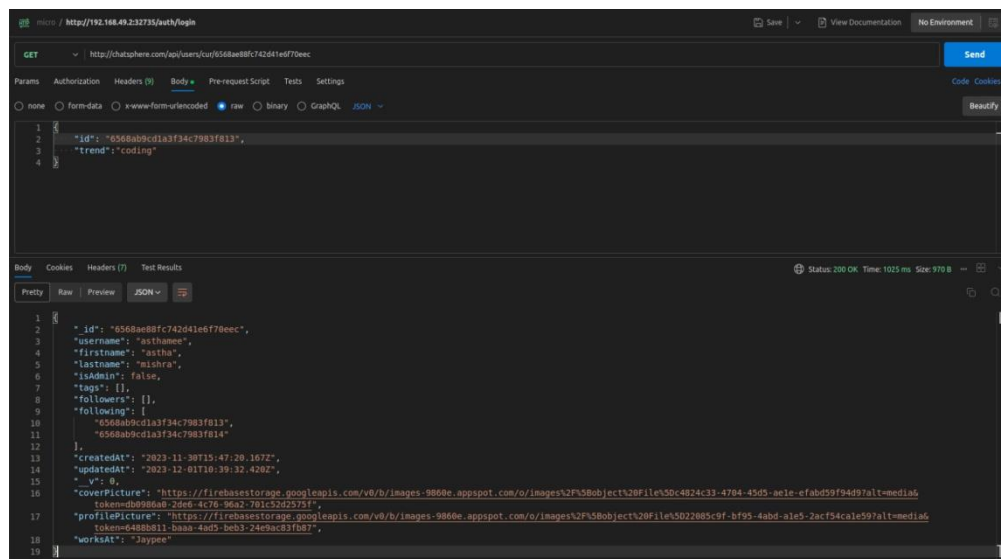 micro / http://192.168.49.2:32735/auth/login
Save
View Documentation
No Environment
GET
http://chatsphere.com/api/users/cur/6568ae88fc742d41e6f70eec
Send
Params Authorization Headers (9) Body Pre-request Script Tests Settings
Code Cookies
none form-data x-www-form-urlencoded raw binary GraphQL JSON
Beautify
1 {
2 "id": "6568ab9cd1a3f34c7983f813",
3 "trend":"coding"
4 }
Body Cookies Headers (7) Test Results
Status: 200 OK Time: 1025 ms Size: 970 B
Pretty Raw Preview JSON
1 {
2 "_id": "6568ae88fc742d41e6f70eec",
3 "username": "asthamee",
4 "firstname": "astha",
5 "lastname": "mishra",
6 "isAdmin": false,
7 "tags": [],
8 "followers": [],
9 "following": [
10 "6568ab9cd1a3f34c7983f813",
11 "6568ab9cd1a3f34c7983f814"
12 ],
13 "createdAt": "2023-11-30T15:47:20.167Z",
14 "updatedAt": "2023-12-01T10:39:32.420Z",
15 "__v": 0,
16 "coverPicture": "https://firebasestorage.googleapis.com/v0/b/images-9860e.appspot.com/o/images%2F%5Bobject%20File%5Dc4824c33-4704-45d5-ae1e-efabd59f94d9?alt=media&
token=db0986a0-2de6-4c76-96a2-701c52d2575f",
17 "profilePicture": "https://firebasestorage.googleapis.com/v0/b/images-9860e.appspot.com/o/images%2F%5Bobject%20File%5D22085c9f-bf95-4abd-a1e5-2acf54ca1e59?alt=media&
token=6488b811-baaa-4ad5-beb3-24e9ac83fb87",
18 "worksAt": "Jaypee"
19 }